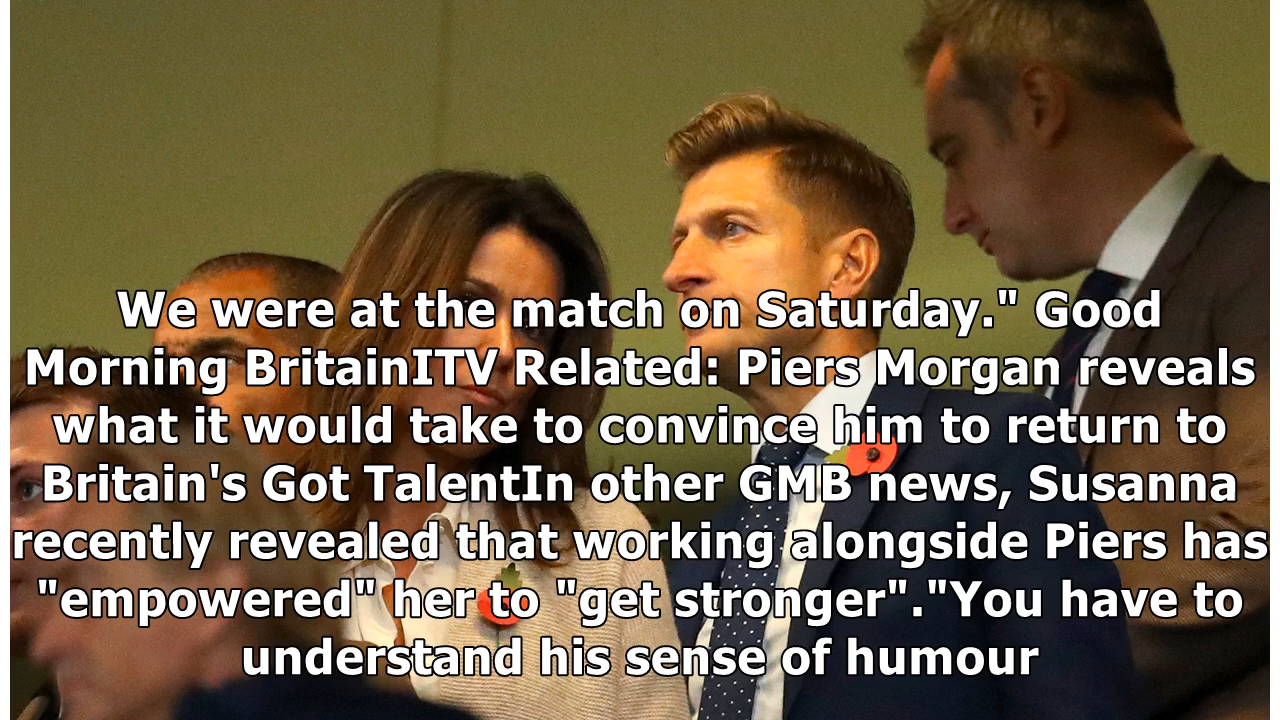 We were at the match on Saturday." Good
Morning BritainITV Related: Piers Morgan reveals
what it would take to convince him to return to
Britain's Got TalentIn other GMB news, Susanna
recently revealed that working alongside Piers has
"empowered" her to "get stronger"."You have to
understand his sense of humour